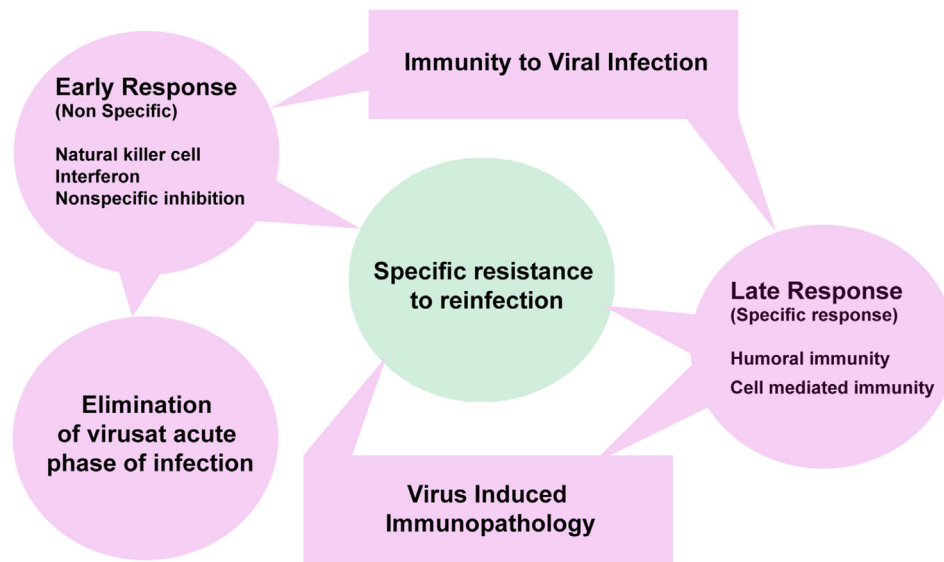 Immunity to Viral Infection
Early Response
(Non Specific)
Natural killer cell
Interferon
Nonspecific inhibition
Specific resistance
to reinfection
Late Response
(Specific response)
Humoral immunity
Cell mediated immunity
Elimination
of virusat acute
phase of infection
Virus Induced
Immunopathology